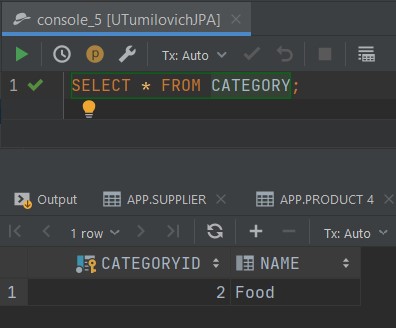 console_5 [UTumilovichJPA]
Tx: Auto
1 SELECT * FROM CATEGORY;
Output APP.SUPPLIER APP.PRODUCT 4
1 row Tx: Auto
CATEGORYID NAME
1 2 Food